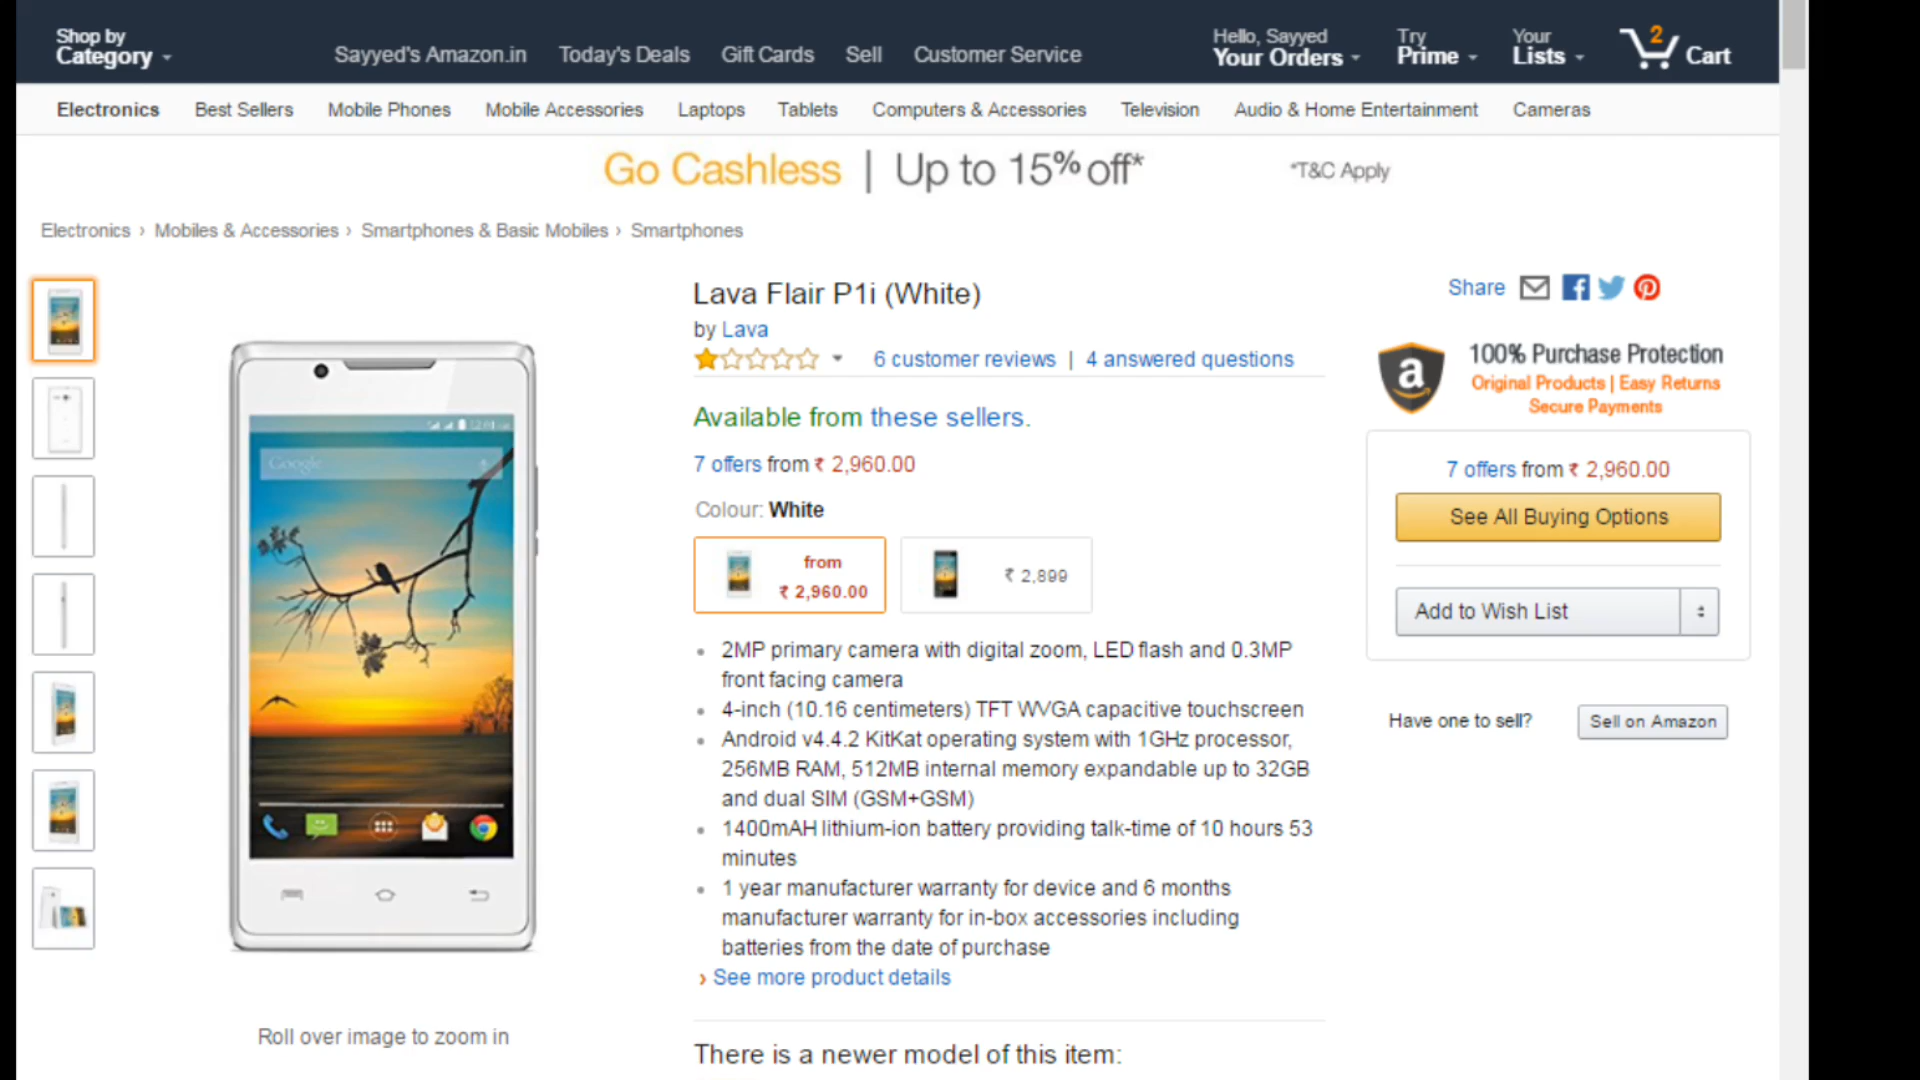 Shop by
Category
Sayyed's Amazon.in Today's Deals Gift Cards Sell Customer Service
Hello, Sayyed
Your Orders
Try
Prime
Your
Lists
2
Cart
Electronics Best Sellers Mobile Phones Mobile Accessories Laptops Tablets Computers & Accessories Television Audio & Home Entertainment Cameras
Go Cashless | Up to 15% off* *T&C Apply
Electronics › Mobiles & Accessories › Smartphones & Basic Mobiles › Smartphones
Google
Roll over image to zoom in
Lava Flair P1i (White)
by Lava
6 customer reviews | 4 answered questions
Available from these sellers.
7 offers from ₹ 2,960.00
Colour: White
from
₹ 2,960.00
₹ 2,899
2MP primary camera with digital zoom, LED flash and 0.3MP
front facing camera
4-inch (10.16 centimeters) TFT WVGA capacitive touchscreen
Android v4.4.2 KitKat operating system with 1GHz processor,
256MB RAM, 512MB internal memory expandable up to 32GB
and dual SIM (GSM+GSM)
1400mAH lithium-ion battery providing talk-time of 10 hours 53
minutes
1 year manufacturer warranty for device and 6 months
manufacturer warranty for in-box accessories including
batteries from the date of purchase
› See more product details
There is a newer model of this item:
Share
a
100% Purchase Protection
Original Products | Easy Returns
Secure Payments
7 offers from ₹ 2,960.00
See All Buying Options
Add to Wish List
Have one to sell? Sell on Amazon